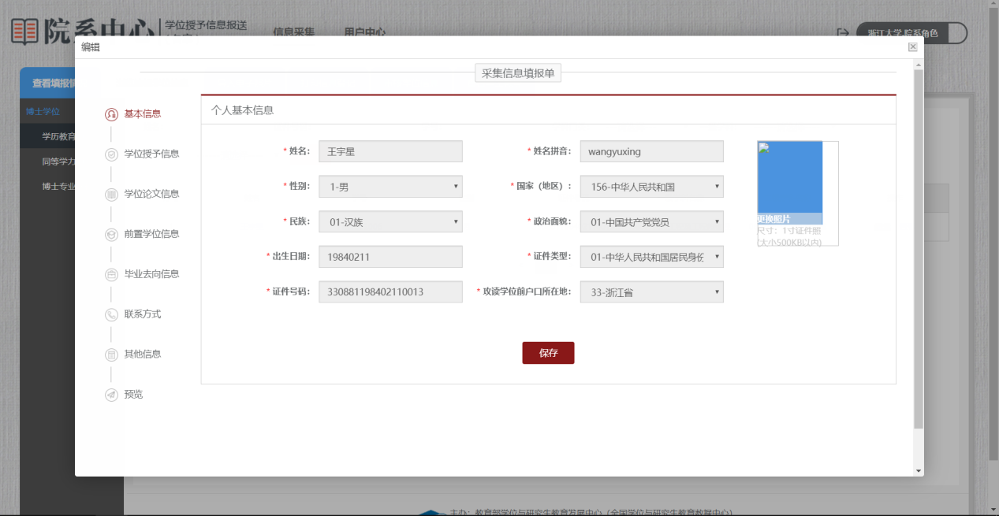 院系中心
学位授予信息报送
信息采集
用户中心
浙江大学-院系角色
编辑
采集信息填报单
查看填报情
博士学位
学历教育
同等学力
博士专业
基本信息
学位授予信息
学位论文信息
前置学位信息
毕业去向信息
联系方式
其他信息
预览
个人基本信息
* 姓名: 王宇星 * 姓名拼音: wangyuxing
* 性别: 1-男 * 国家（地区）: 156-中华人民共和国
* 民族: 01-汉族 * 政治面貌: 01-中国共产党党员
* 出生日期: 19840211 * 证件类型: 01-中华人民共和国居民身份
* 证件号码: 330881198402110013 * 攻读学位前户口所在地: 33-浙江省
更换照片
尺寸: 1寸证件照
(大小500KB以内)
保存
主办: 教育部学位与研究生教育发展中心（全国学位与研究生教育数据中心）